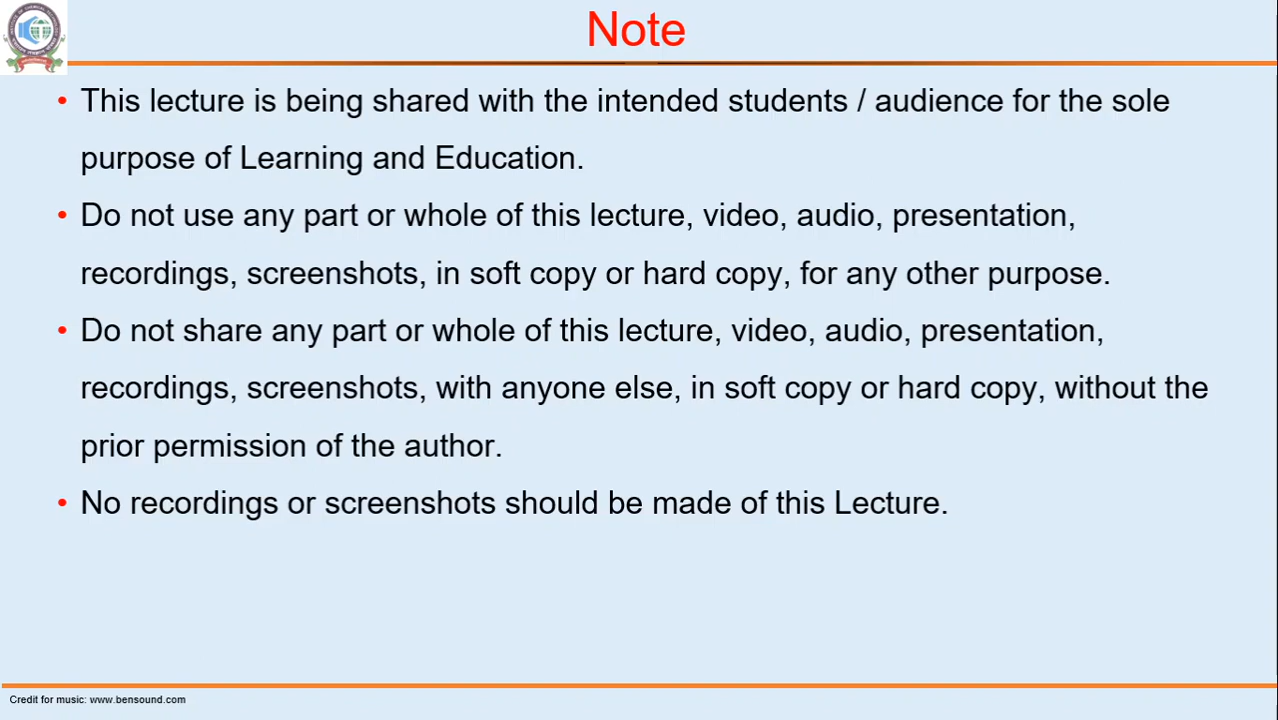 Note
• This lecture is being shared with the intended students / audience for the sole
purpose of Learning and Education.
• Do not use any part or whole of this lecture, video, audio, presentation,
recordings, screenshots, in soft copy or hard copy, for any other purpose.
• Do not share any part or whole of this lecture, video, audio, presentation,
recordings, screenshots, with anyone else, in soft copy or hard copy, without the
prior permission of the author.
• No recordings or screenshots should be made of this Lecture.
Credit for music: www.bensound.com